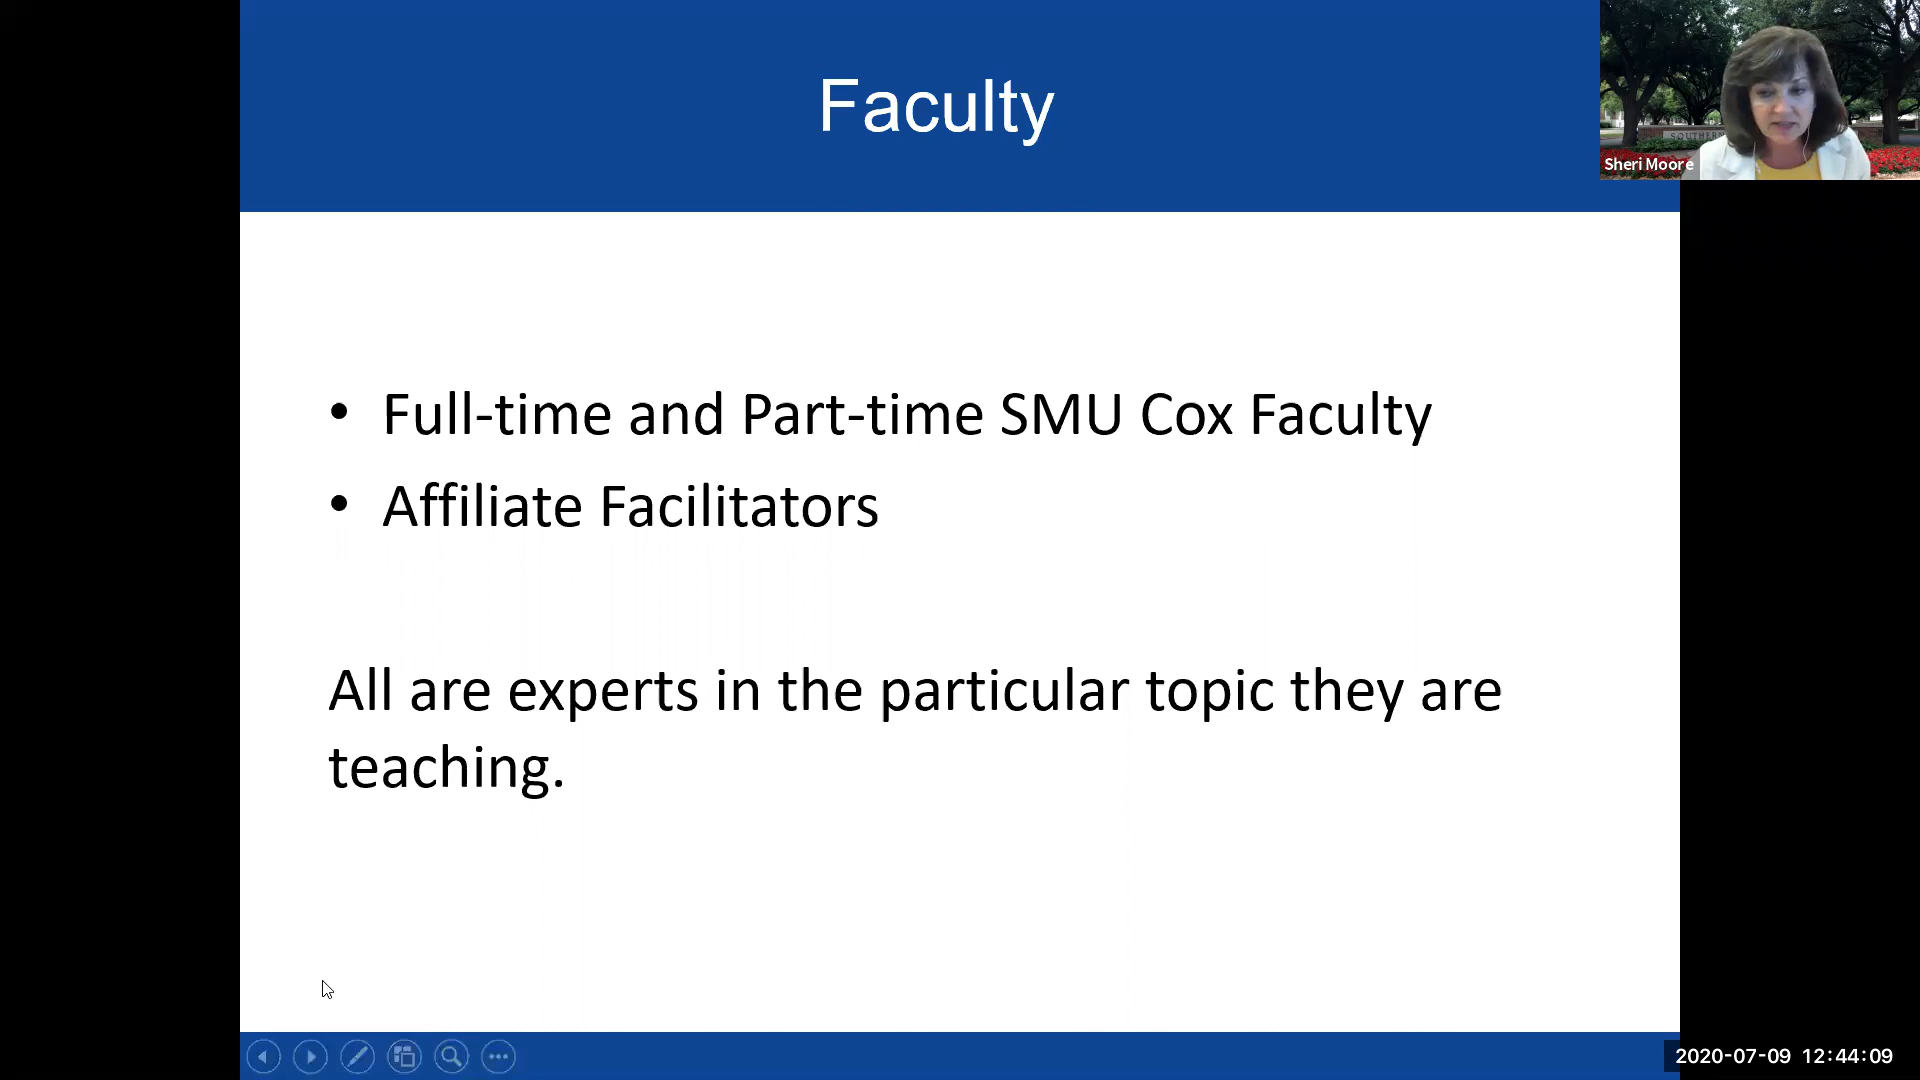 Faculty
SOUTHERN
Sheri Moore
• Full-time and Part-time SMU Cox Faculty
• Affiliate Facilitators
All are experts in the particular topic they are
teaching.
2020-07-09 12:44:09